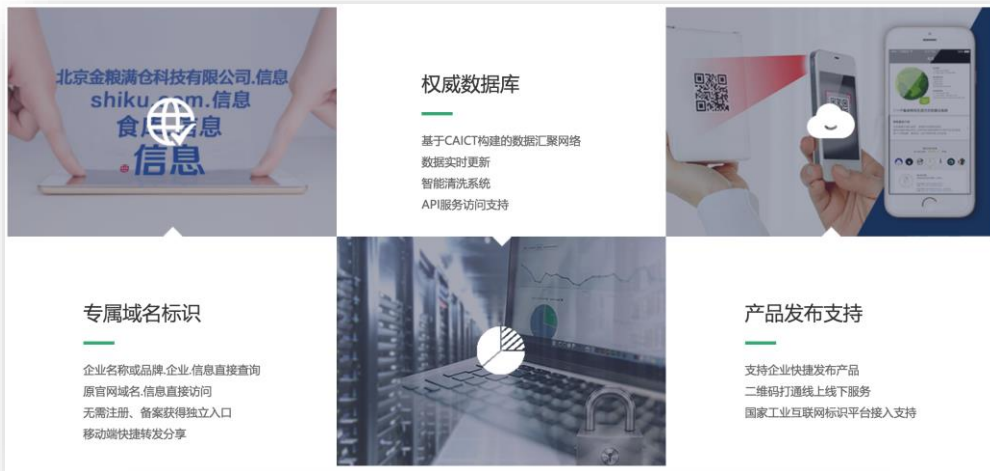 北京金粮满仓科技有限公司.信息
信息
权威数据库
基于CAICT构建的数据汇聚网络
数据实时更新
智能清洗系统
API服务访问支持
专属域名标识
企业名称或品牌.企业.信息直接查询
原官网域名.信息直接访问
无需注册、备案获得独立入口
移动端快捷转发分享
产品发布支持
支持企业快捷发布产品
二维码打通线上线下服务
国家工业互联网标识平台接入支持